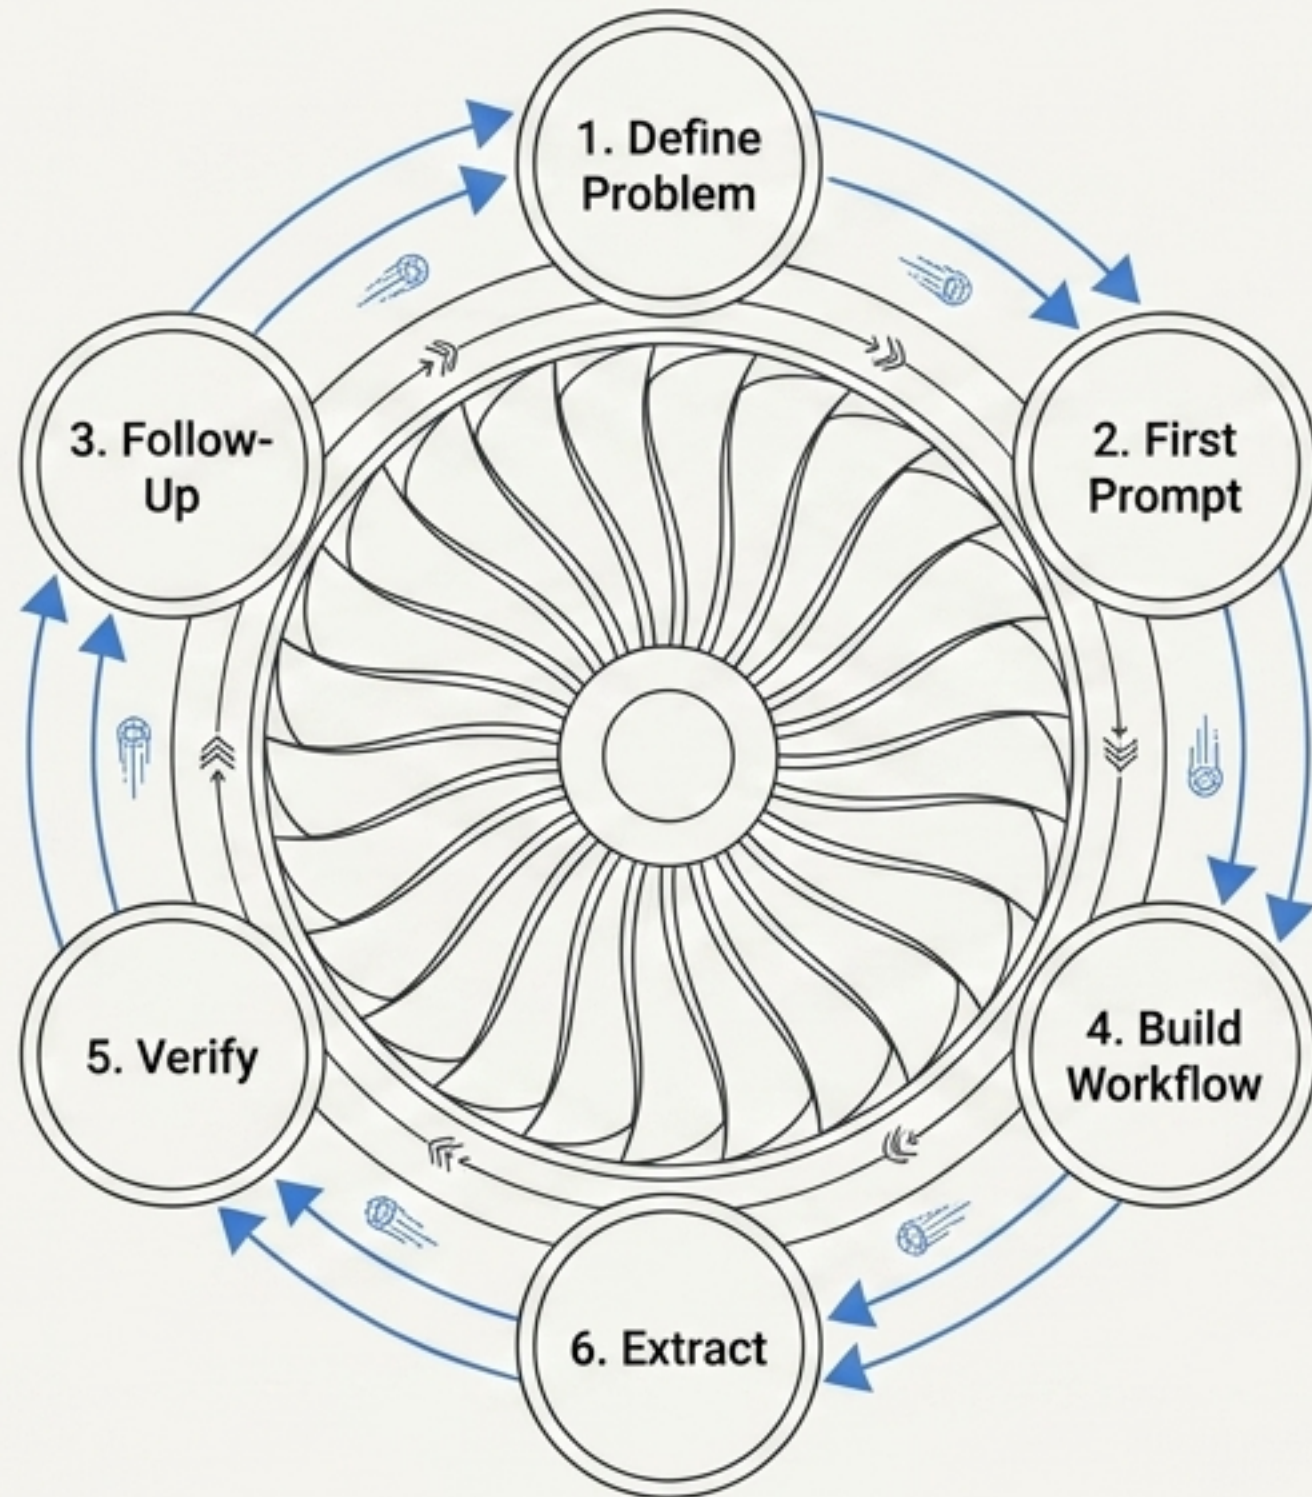 1. Define
Problem
2. First
Prompt
3. Follow-
Up
4. Build
Workflow
5. Verify
6. Extract